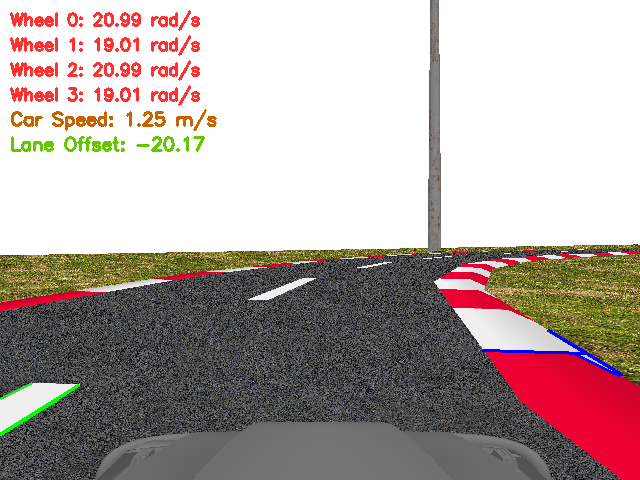 Wheel 0: 20.99 rad/s
Wheel 1: 19.01 rad/s
Wheel 2: 20.99 rad/s
Wheel 3: 19.01 rad/s
Car Speed: 1.25 m/s
Lane Offset: -20.17